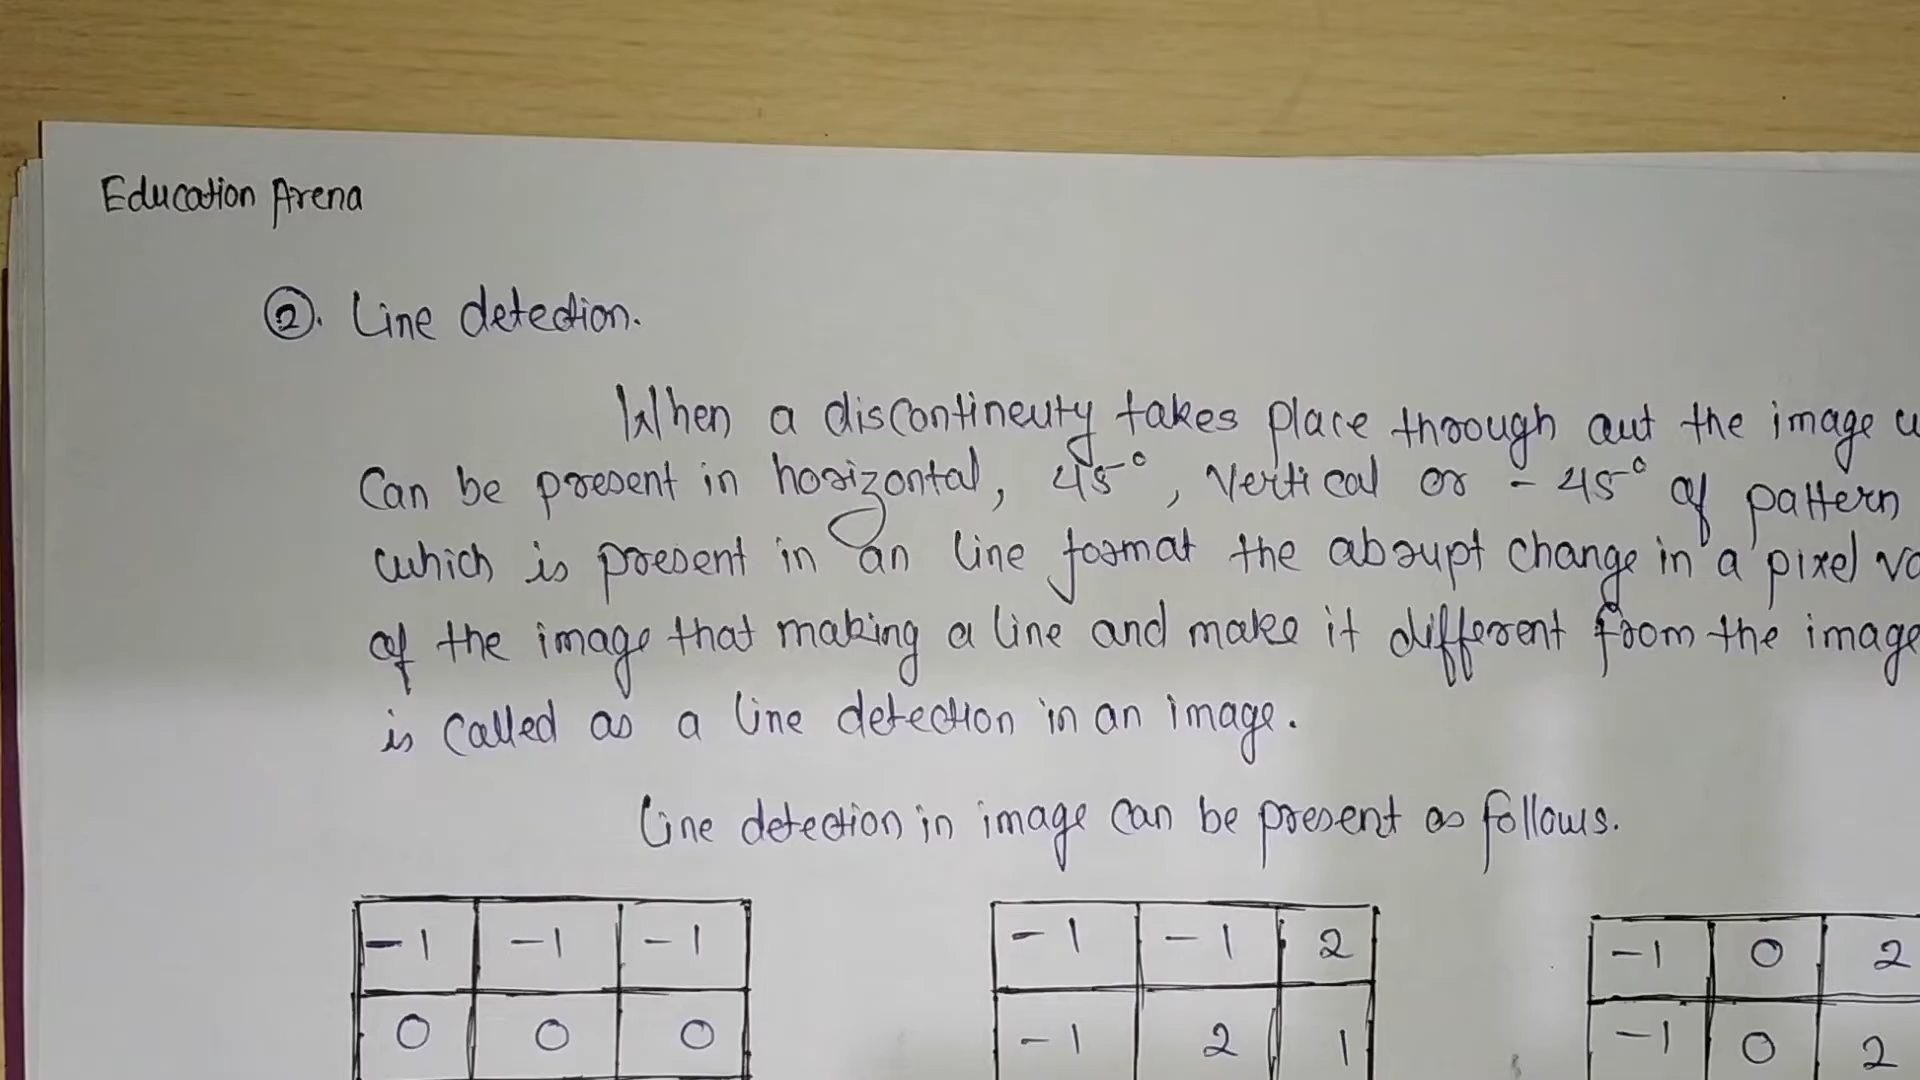 Education Arena
②. Line detection.
When a discontineuty takes place through out the image
Can be present in horizontal, 45°, Vertical or -45° of pattern
which is present in an line format the abrupt change in a pixel
of the image that making a line and make it different from the image
is called as a line detection in an image.
Line detection in image can be present as follows.
-1 -1 -1 -1 -1 2 -1 0 2
0 0 0 -1 2 1 -1 0 2